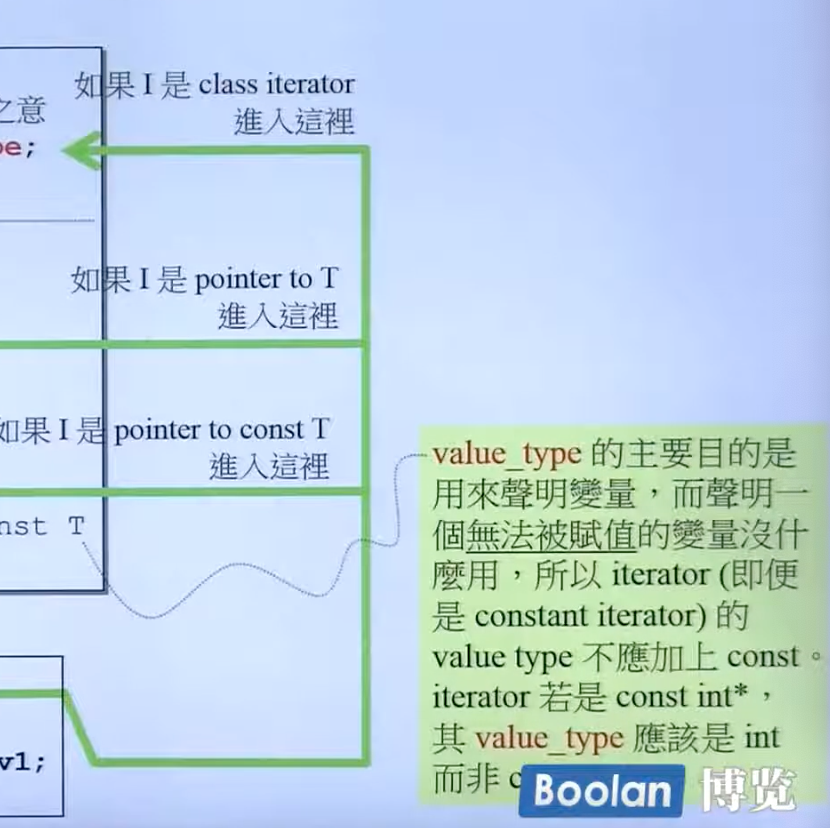 如果 I 是 class iterator
進入這裡
之意
pe;
如果 I 是 pointer to T
進入這裡
如果 I 是 pointer to const T
進入這裡
nst T
value_type 的主要目的是
用來聲明變量，而聲明一
個無法被賦值的變量沒什
麼用，所以 iterator (即便
是 constant iterator) 的
value type 不應加上 const。
iterator 若是 const int*，
其 value_type 應該是 int
而非 c
v1;
Boolan 博览